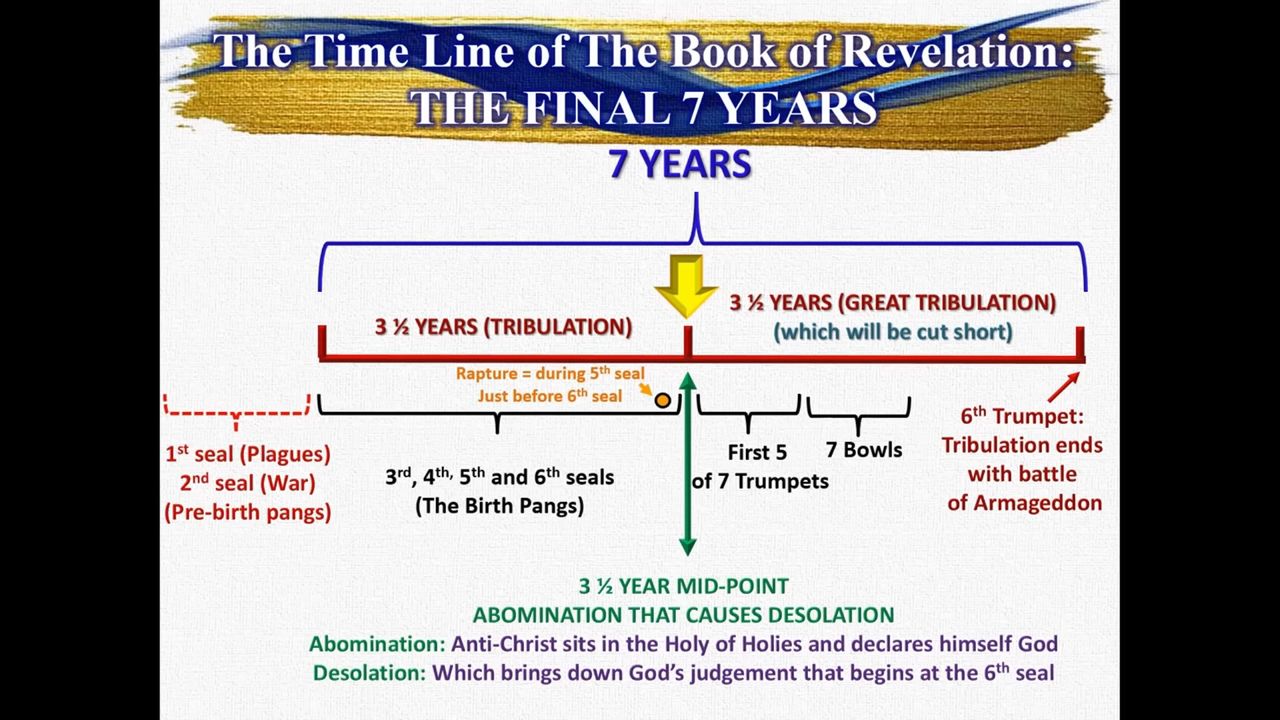 The Time Line of The Book of Revelation:
THE FINAL 7 YEARS
7 YEARS
3 ½ YEARS (TRIBULATION)
3 ½ YEARS (GREAT TRIBULATION)
(which will be cut short)
Rapture = during 5th seal
Just before 6th seal
1st seal (Plagues)
2nd seal (War)
(Pre-birth pangs)
3rd, 4th, 5th and 6th seals
(The Birth Pangs)
First 5
of 7 Trumpets
7 Bowls
6th Trumpet:
Tribulation ends
with battle
of Armageddon
3 ½ YEAR MID-POINT
ABOMINATION THAT CAUSES DESOLATION
Abomination: Anti-Christ sits in the Holy of Holies and declares himself God
Desolation: Which brings down God's judgement that begins at the 6th seal